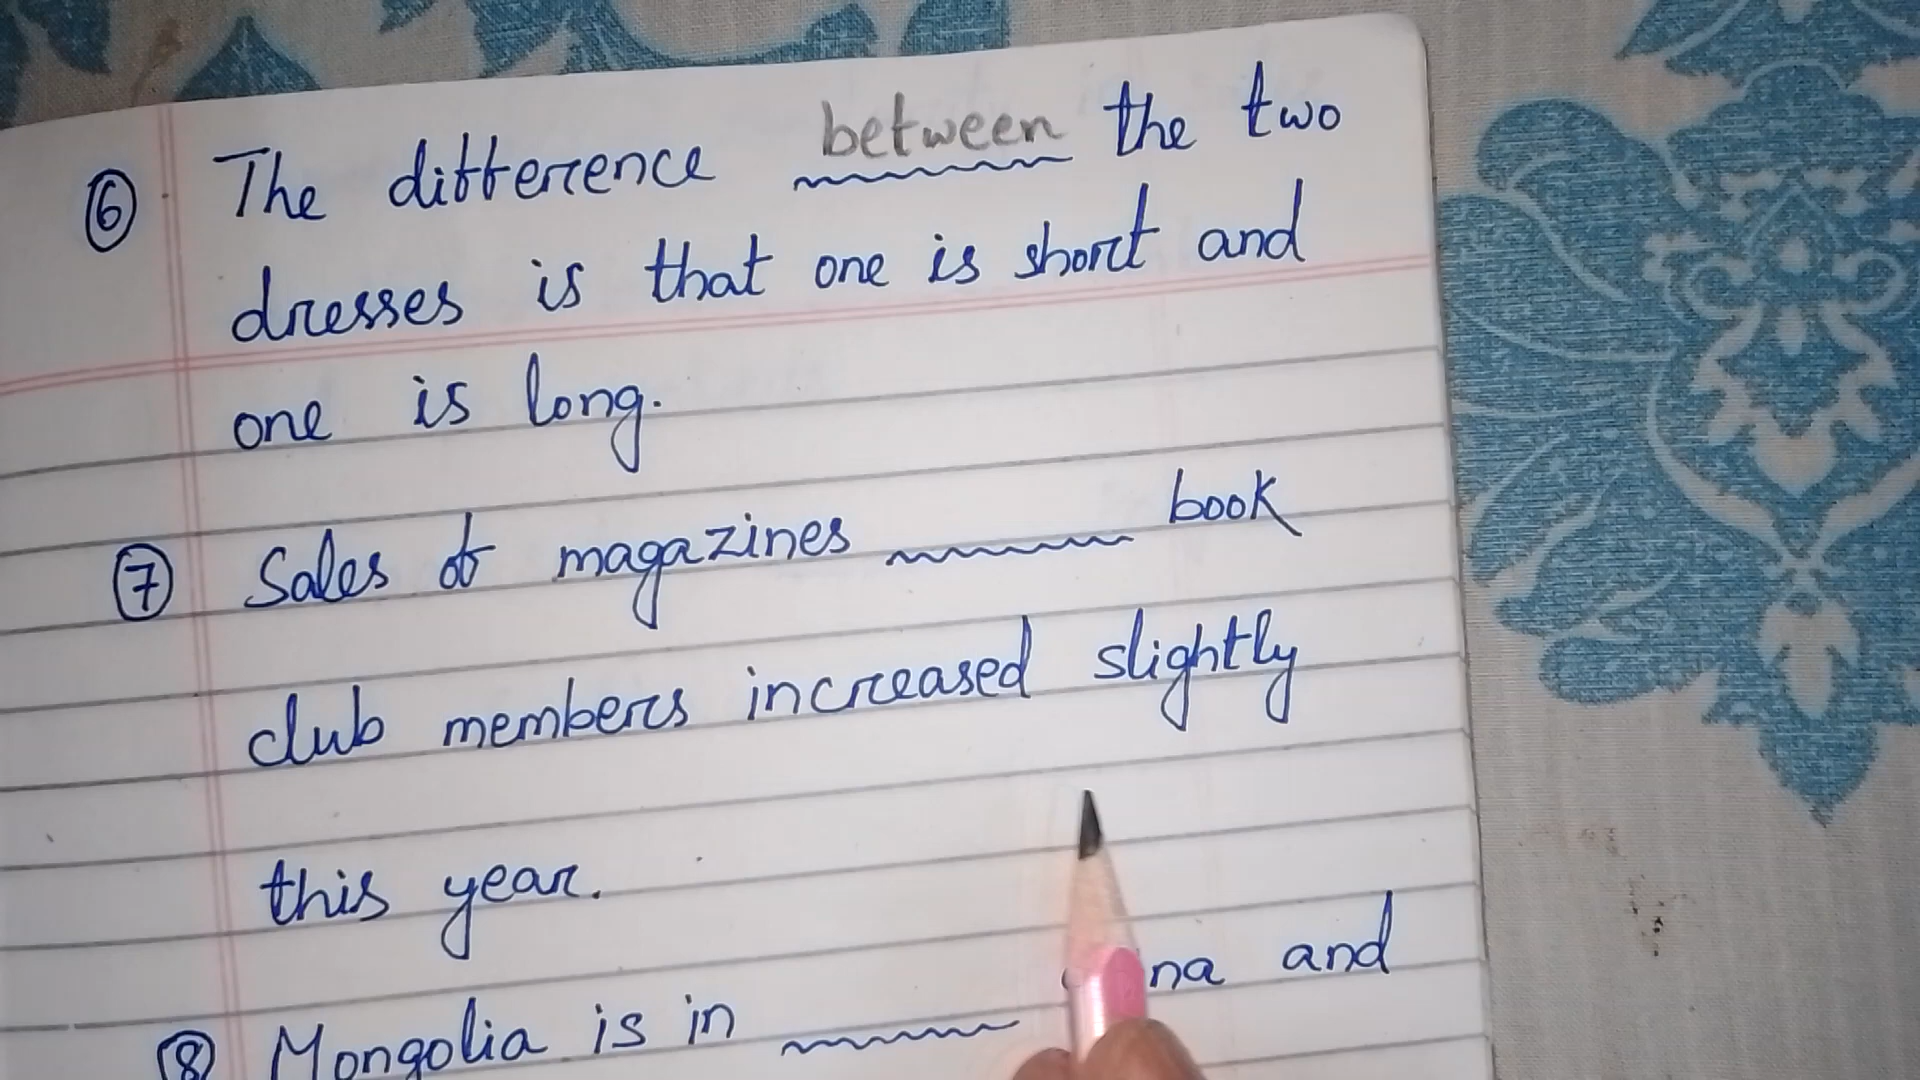 ⑥ The difference between the two
dresses is that one is short and
one is long.
⑦ Sales of magazines ~~~~~ book
club members increased slightly
this year.
⑧ Mongolia is in ~~~~~ and